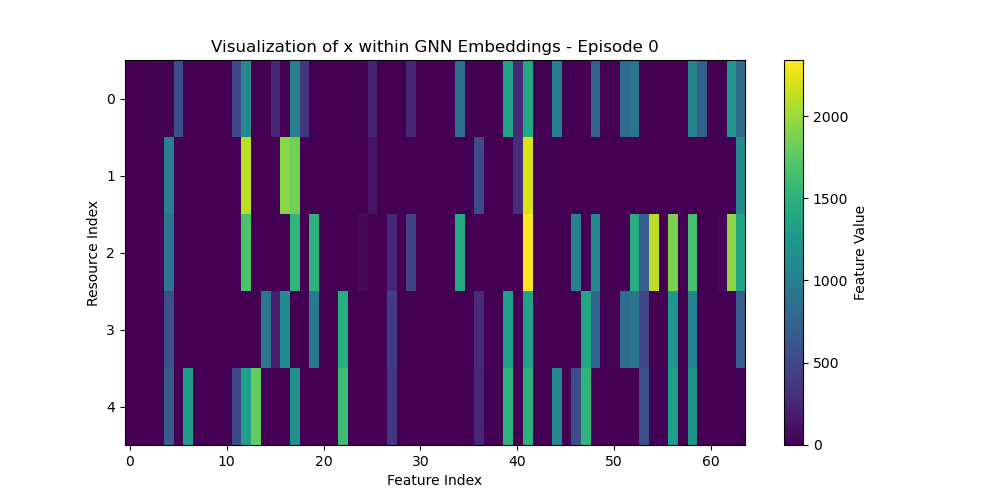 Visualization of x within GNN Embeddings - Episode 0
Resource Index
0
1
2
3
4
0 10 20 30 40 50 60
Feature Index
2000
1500
1000
500
0
Feature Value